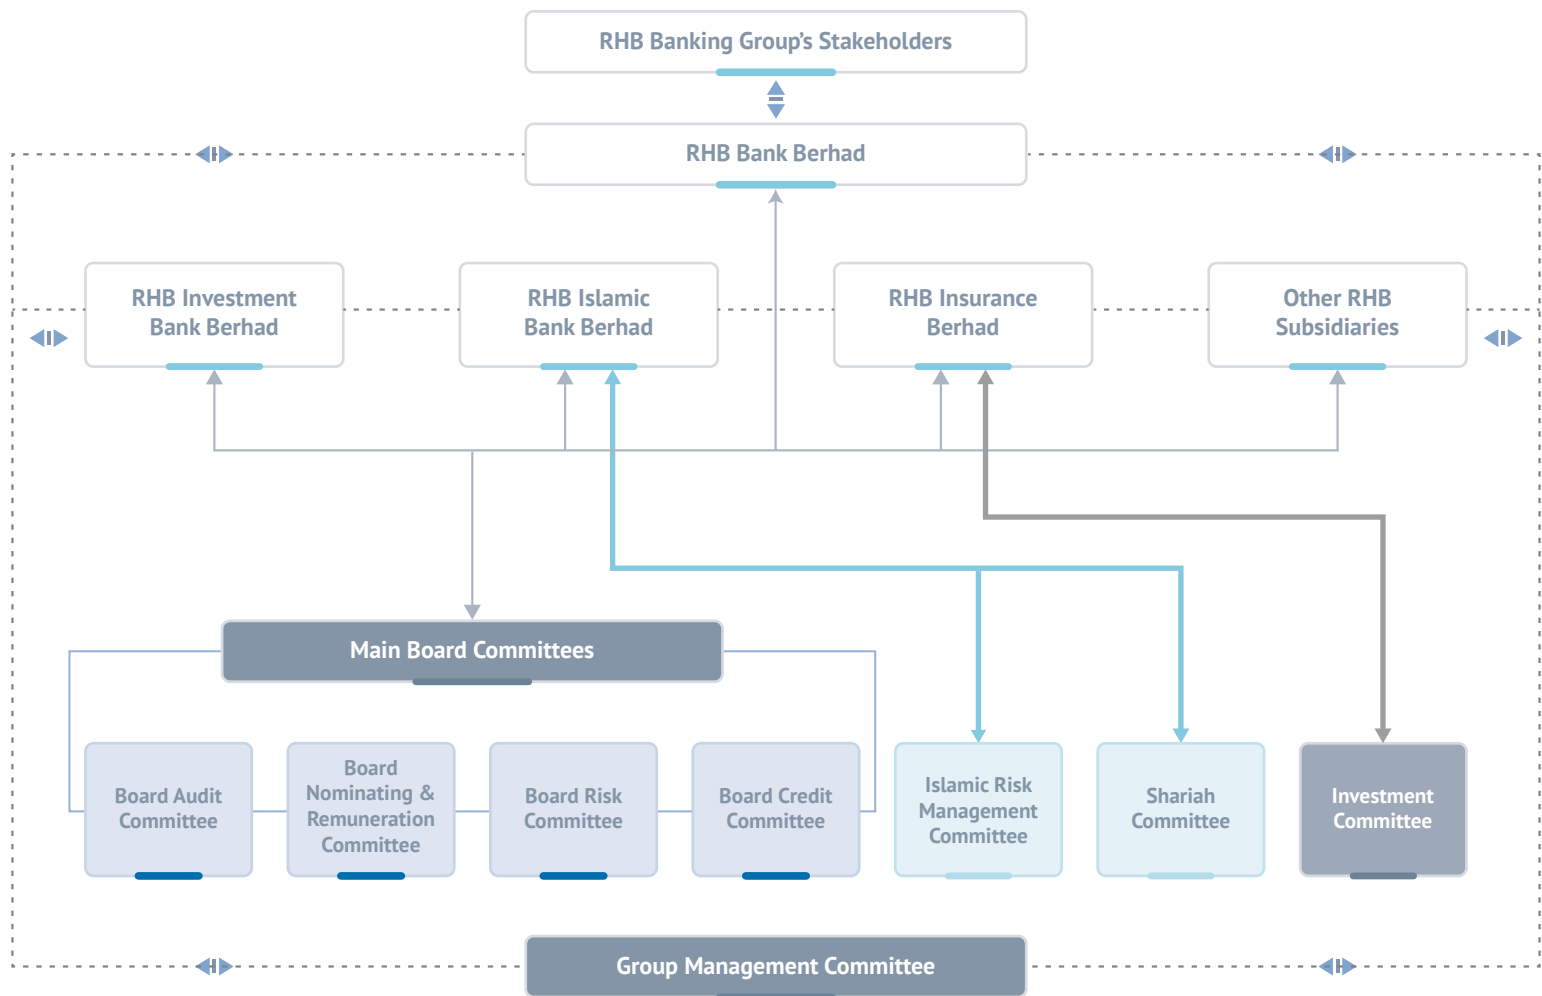 RHB Banking Group’s Stakeholders
RHB Bank Berhad
RHB Investment
Bank Berhad
RHB Islamic
Bank Berhad
RHB Insurance
Berhad
Other RHB
Subsidiaries
Main Board Committees
Board Audit
Committee
Board
Nominating &
Remuneration
Committee
Board Risk
Committee
Board Credit
Committee
Islamic Risk
Management
Committee
Shariah
Committee
Investment
Committee
Group Management Committee